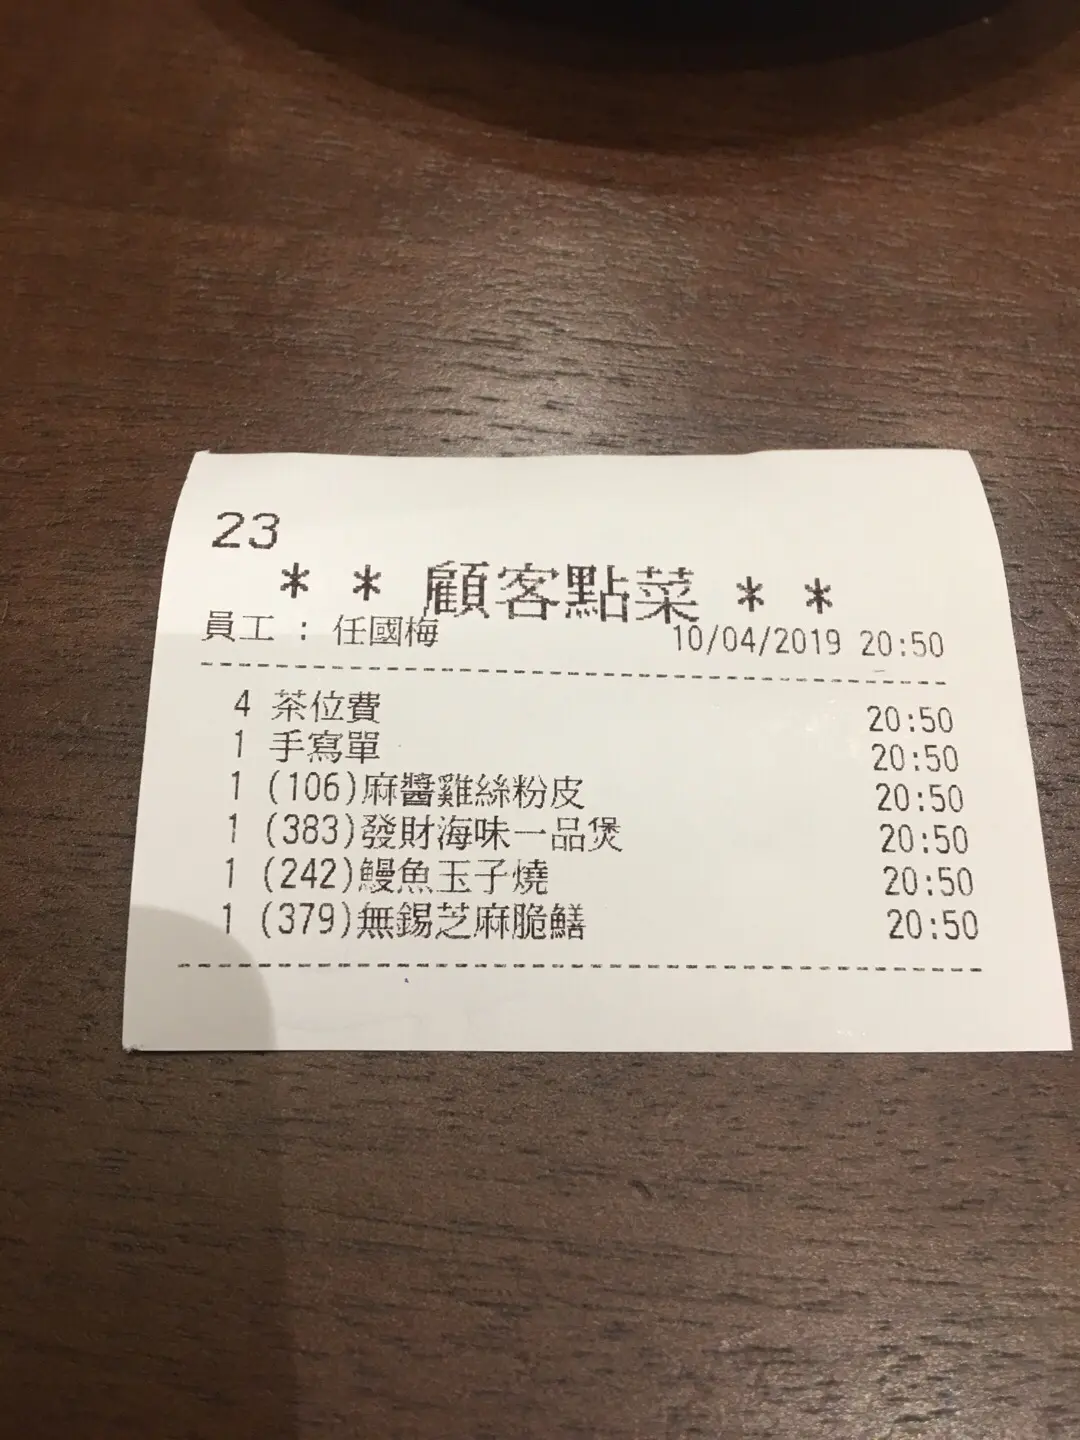 23
* * 顧客點菜 * *
員工 : 任國梅 10/04/2019 20:50
4 茶位費 20:50
1 手寫單 20:50
1 (106)麻醬雞絲粉皮 20:50
1 (383)發財海味一品煲 20:50
1 (242)鰻魚玉子燒 20:50
1 (379)無錫芝麻脆鱔 20:50